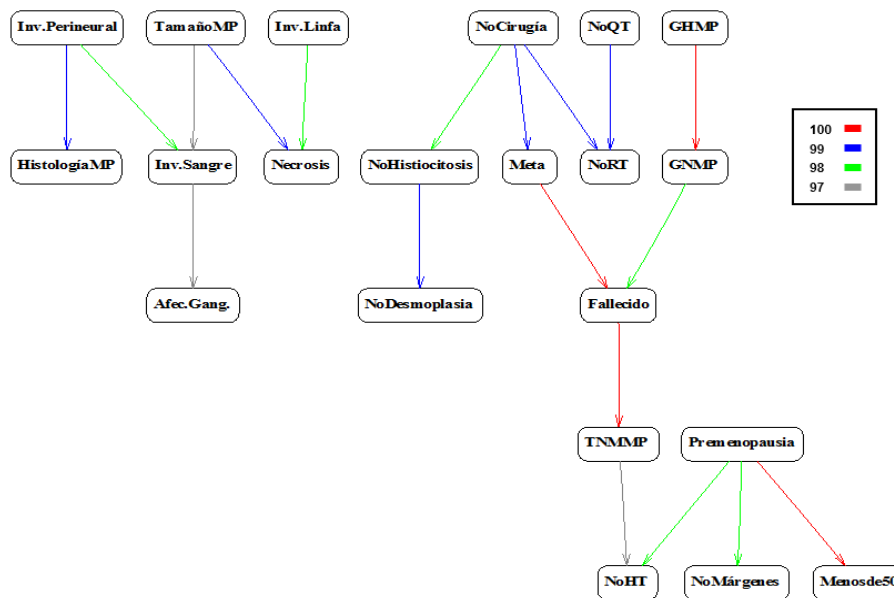 Inv.Perineural
TamañoMP
Inv.Linfa
NoCirugía
NoQT
GHMP
100
99
98
97
HistologíaMP
Inv.Sangre
Necrosis
NoHistiocitosis
Meta
NoRT
GNMP
Afec.Gang.
NoDesmoplasia
Fallecido
TNMMP
Premenopausia
NoHT
NoMárgenes
Menosde50